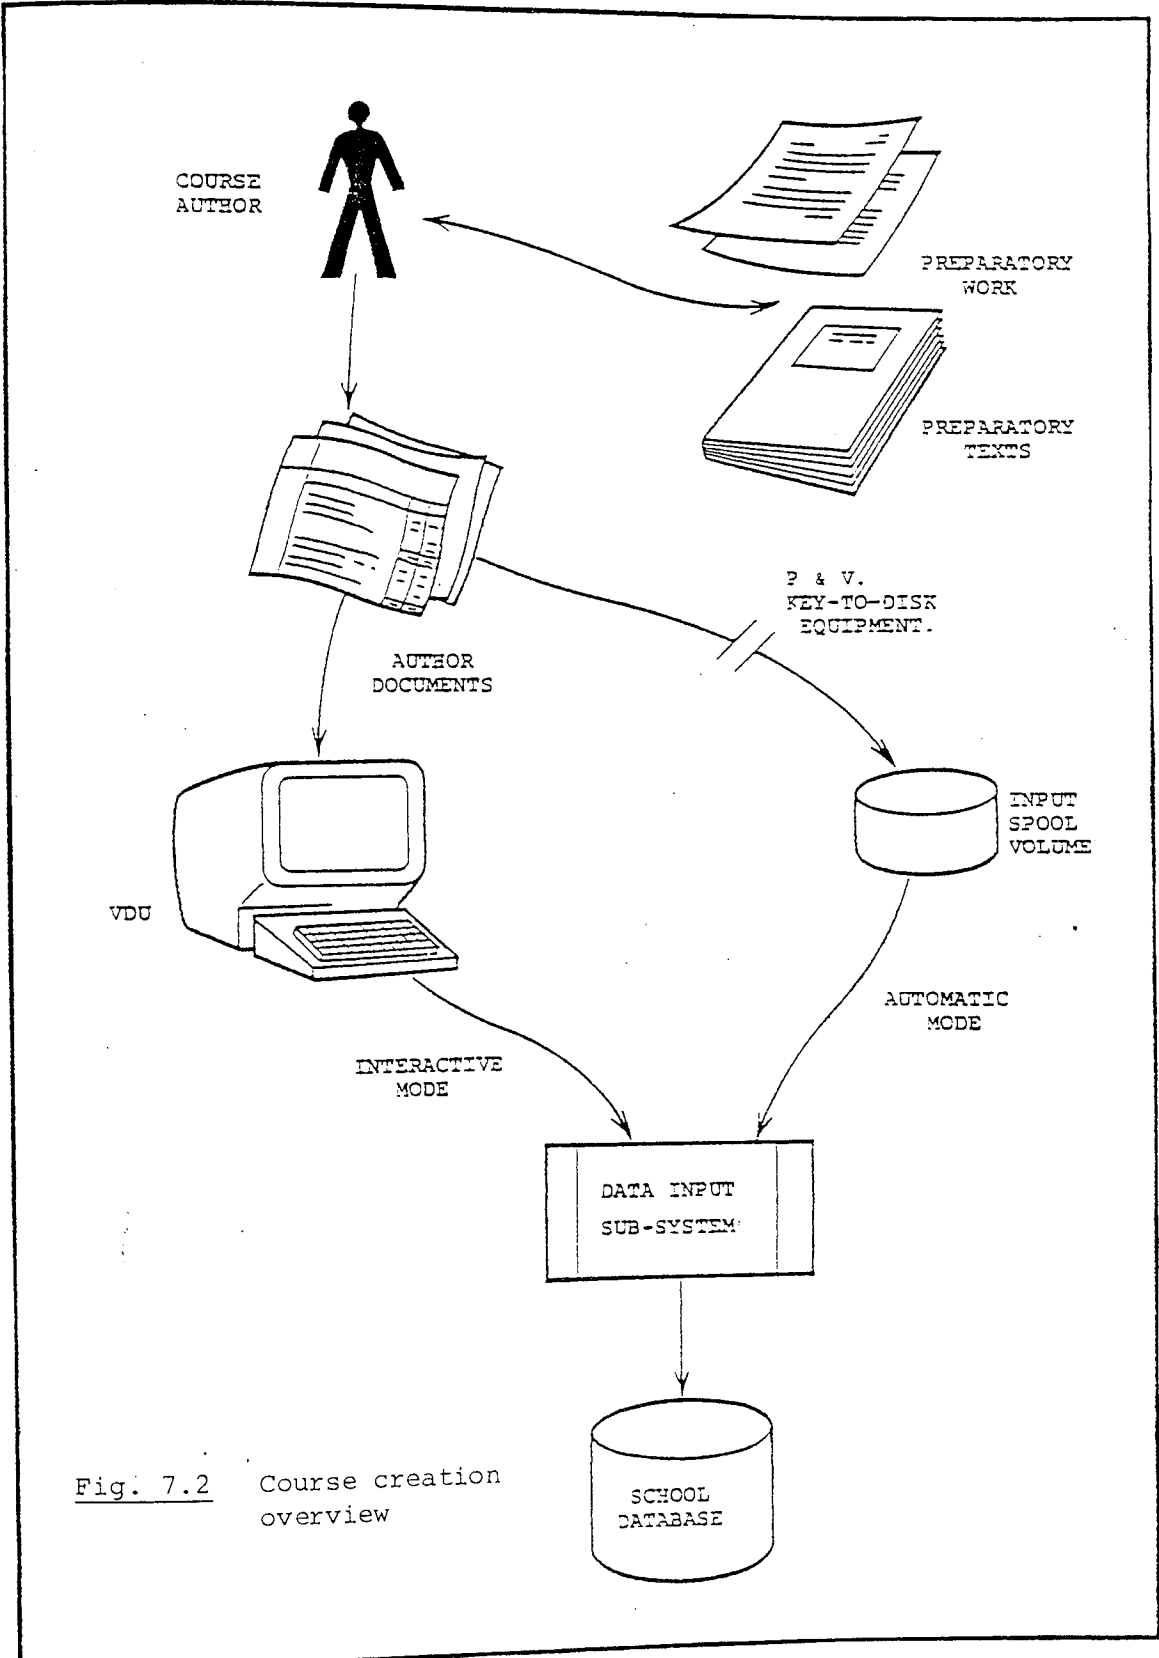 COURSE
AUTHOR
PREPARATORY
WORK
PREPARATORY
TEXTS
P & V.
KEY-TO-DISK
EQUIPMENT.
AUTHOR
DOCUMENTS
INPUT
SPOOL
VOLUME
VDU
AUTOMATIC
MODE
INTERACTIVE
MODE
DATA INPUT
SUB-SYSTEM
SCHOOL
DATABASE
Fig. 7.2 Course creation
overview